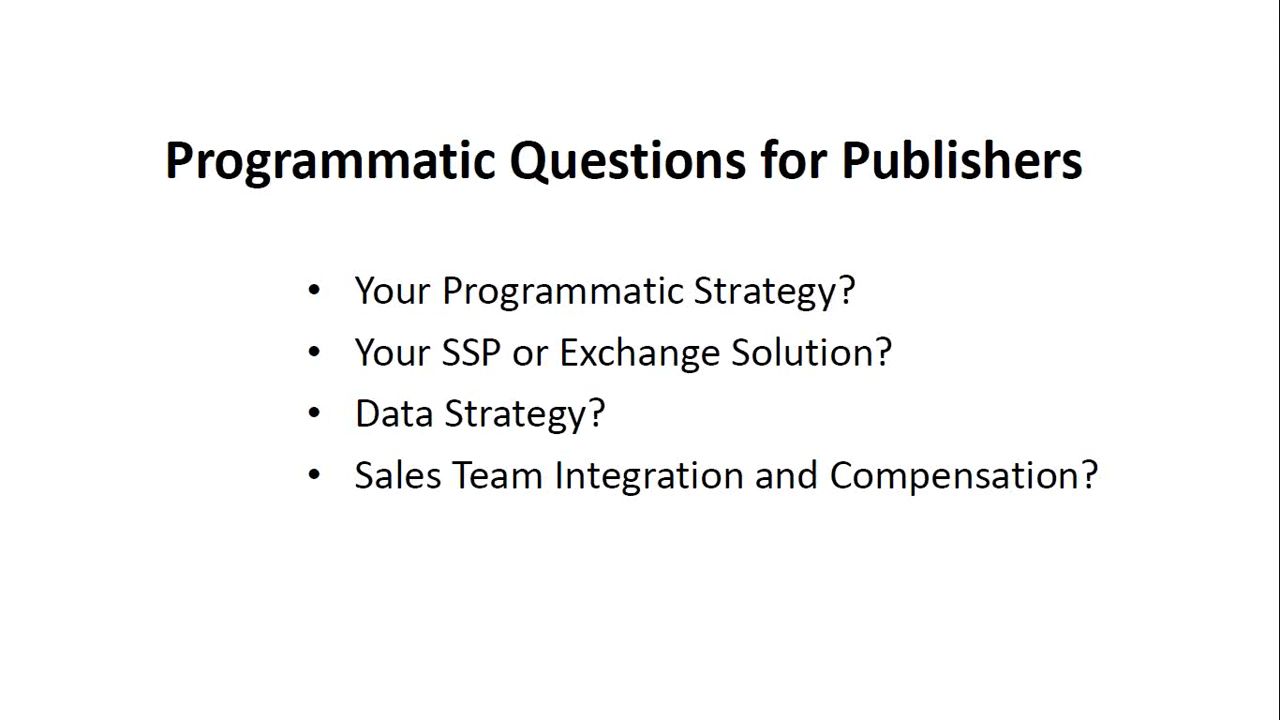 Programmatic Questions for Publishers
• Your Programmatic Strategy?
• Your SSP or Exchange Solution?
• Data Strategy?
• Sales Team Integration and Compensation?